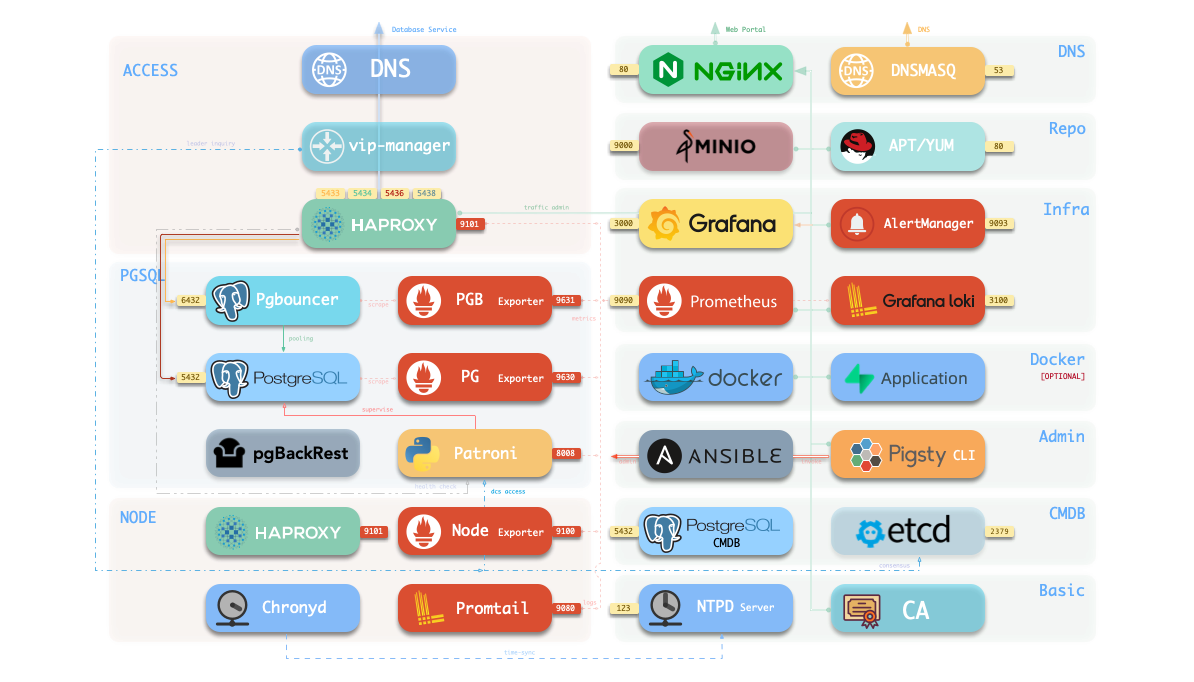 Database Service
Web Portal
DNS
ACCESS
DNS
DNS
80
NGINX
DNS
DNSMASQ
53
DNS
leader inquiry
vip-manager
9000
MINIO
APT/YUM
80
Repo
5433
5434
5436
5438
HAPROXY
9101
traffic admin
3000
Grafana
AlertManager
9093
Infra
PGSQL
6432
Pgbouncer
scrape
PGB Exporter
9631
metrics
9090
Prometheus
Grafana loki
3100
pooling
5432
PostgreSQL
scrape
PG Exporter
9630
docker
Application
Docker
[OPTIONAL]
supervise
pgBackRest
Patroni
8008
health check
dcs access
A
ANSIBLE
Pigsty CLI
Admin
NODE
HAPROXY
9101
Node Exporter
9100
5432
PostgreSQL
CMDB
etcd
2379
CMDB
consensus
Chronyd
Promtail
9080
logs
123
NTPD Server
CA
Basic
time-sync